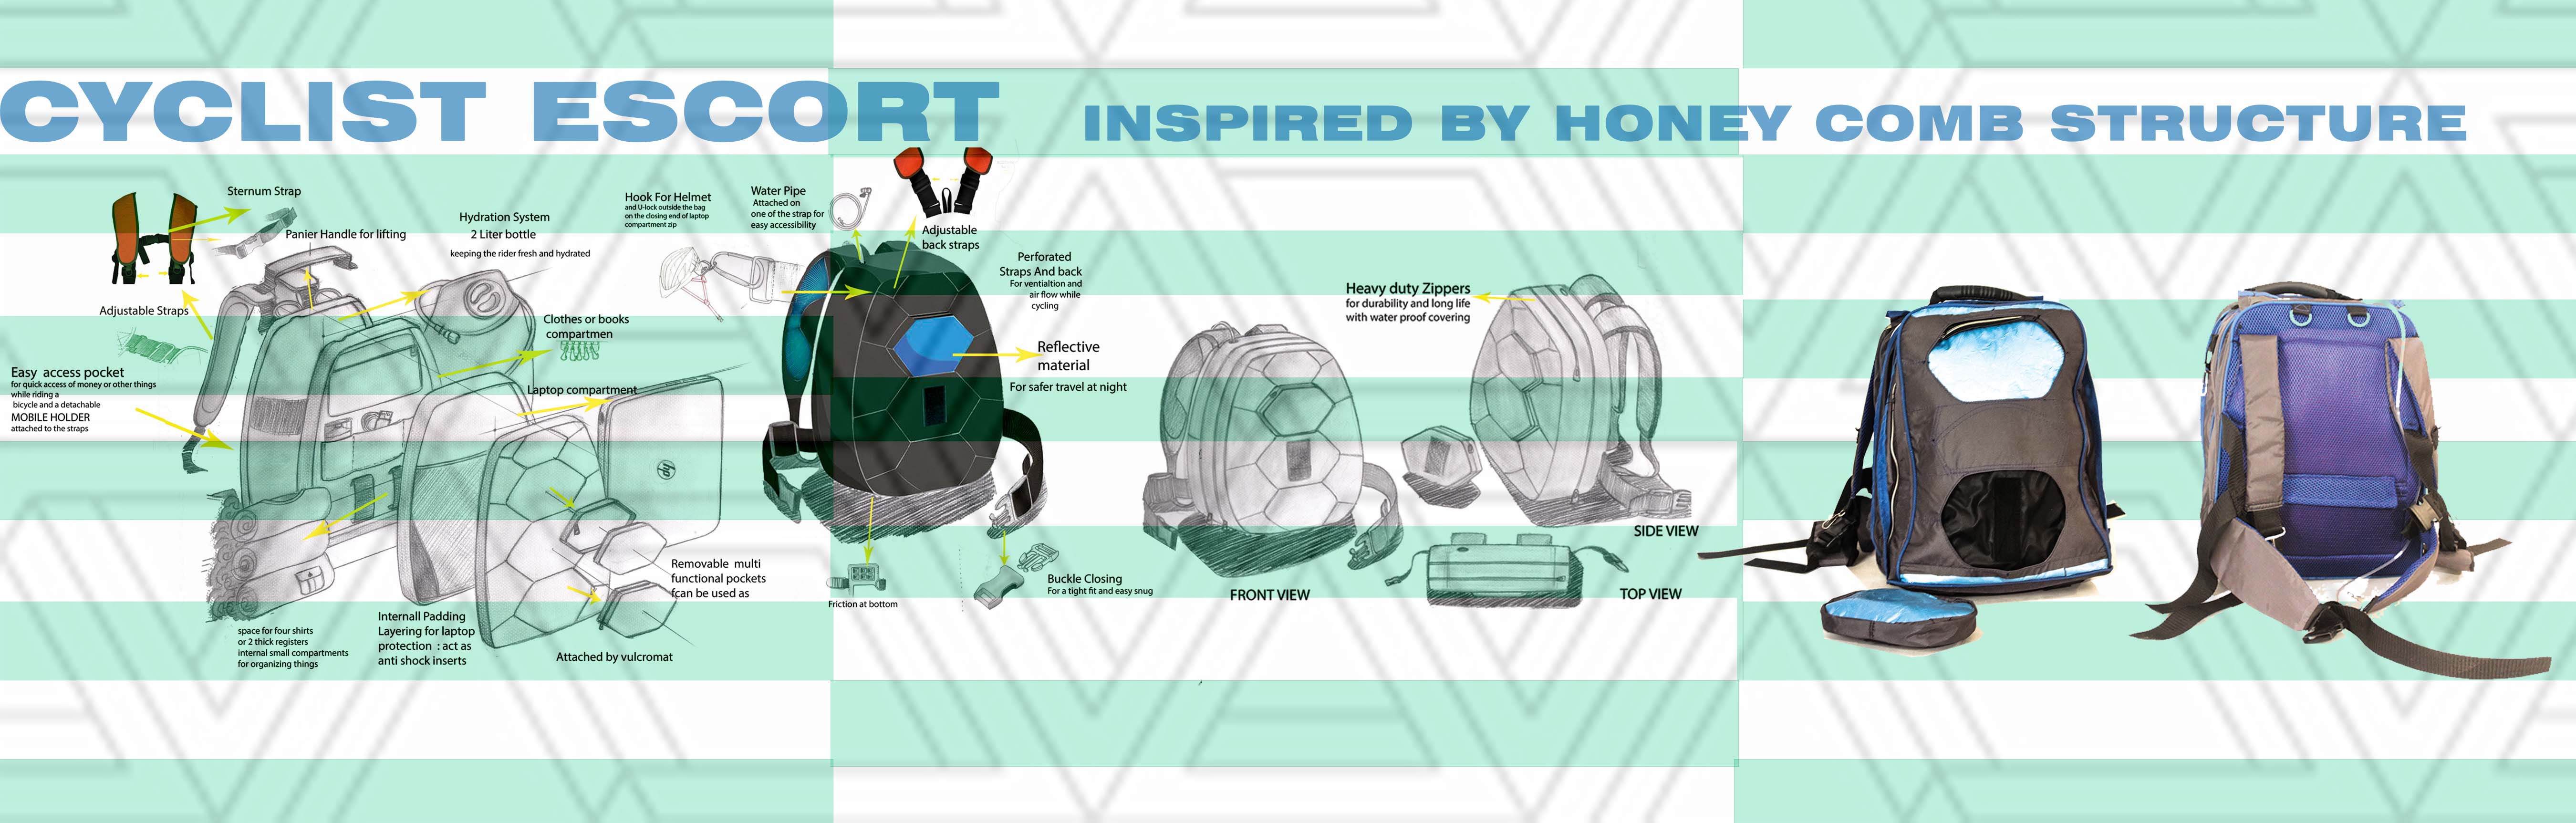 CYCLIST ESCORT
INSPIRED BY HONEY COMB STRUCTURE
Sternum Strap
Panier Handle for lifting
Adjustable Straps
Easy access pocket
for quick access of money or other things
while riding a
bicycle and a detachable
MOBILE HOLDER
attached to the straps
Hydration System
2 Liter bottle
keeping the rider fresh and hydrated
Clothes or books
compartmen
Laptop compartment
Hook For Helmet
and U-lock outside the bag
on the closing end of laptop
compartment zip
Water Pipe
Attached on
one of the strap for
easy accessibility
Adjustable
back straps
Perforated
Straps And back
For ventialtion and
air flow while
cycling
Reflective
material
For safer travel at night
hp
space for four shirts
or 2 thick registers
internal small compartments
for organizing things
Internall Padding
Layering for laptop
protection : act as
anti shock inserts
Removable multi
functional pockets
fcan be used as
Attached by vulcromat
Friction at bottom
Buckle Closing
For a tight fit and easy snug
Heavy duty Zippers
for durability and long life
with water proof covering
FRONT VIEW
SIDE VIEW
TOP VIEW